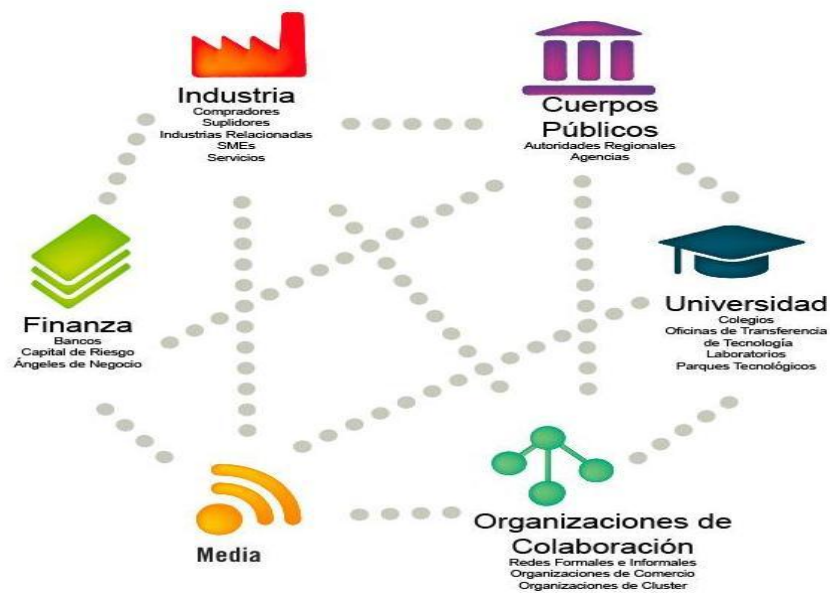 Industria
Compradores
Suplidores
Industrias Relacionadas
SMEs
Servicios
Cuerpos
Públicos
Autoridades Regionales
Agencias
Finanza
Bancos
Capital de Riesgo
Ángeles de Negocio
Universidad
Colegios
Oficinas de Transferencia
de Tecnología
Laboratorios
Parques Tecnológicos
Media
Organizaciones de
Colaboración
Redes Formales e Informales
Organizaciones de Comercio
Organizaciones de Cluster